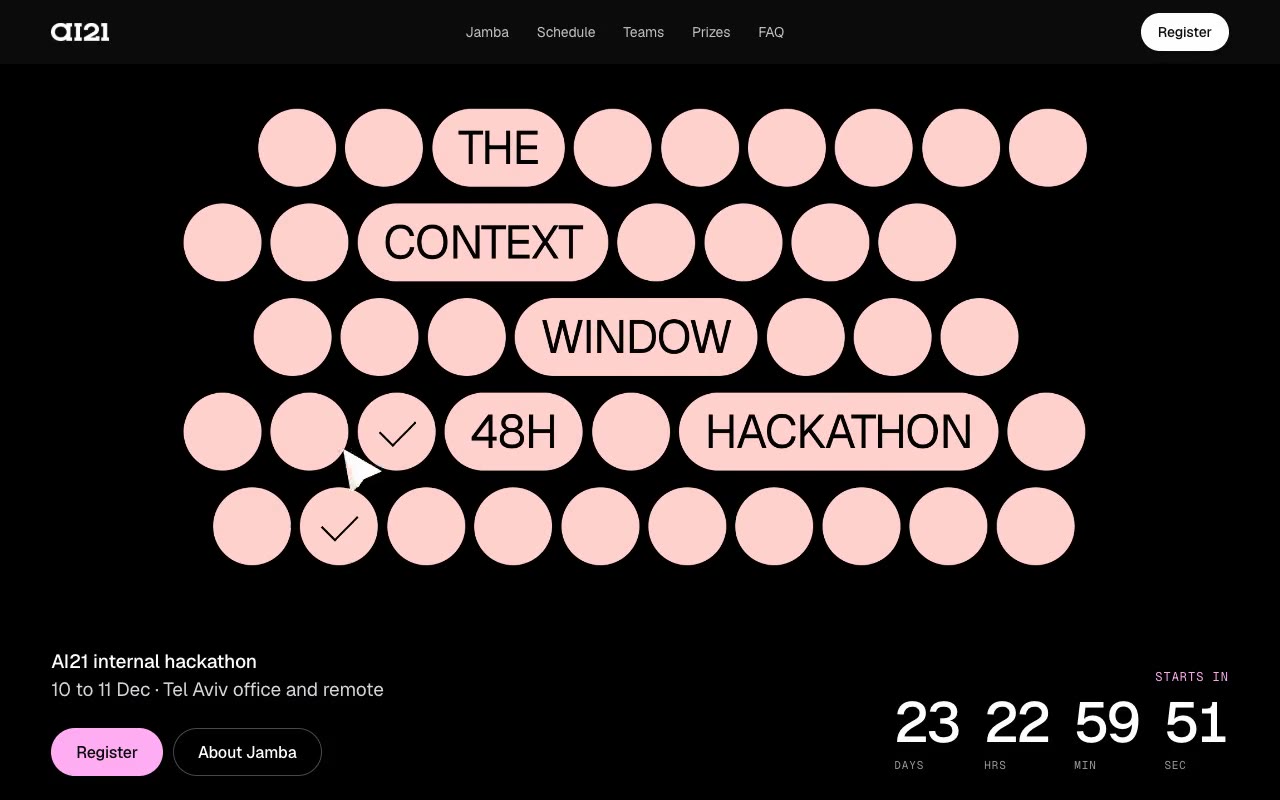 AI21
Jamba Schedule Teams Prizes FAQ
Register
THE
CONTEXT
WINDOW
48H HACKATHON
AI21 internal hackathon
10 to 11 Dec · Tel Aviv office and remote
Register
About Jamba
STARTS IN
23 22 59 51
DAYS HRS MIN SEC